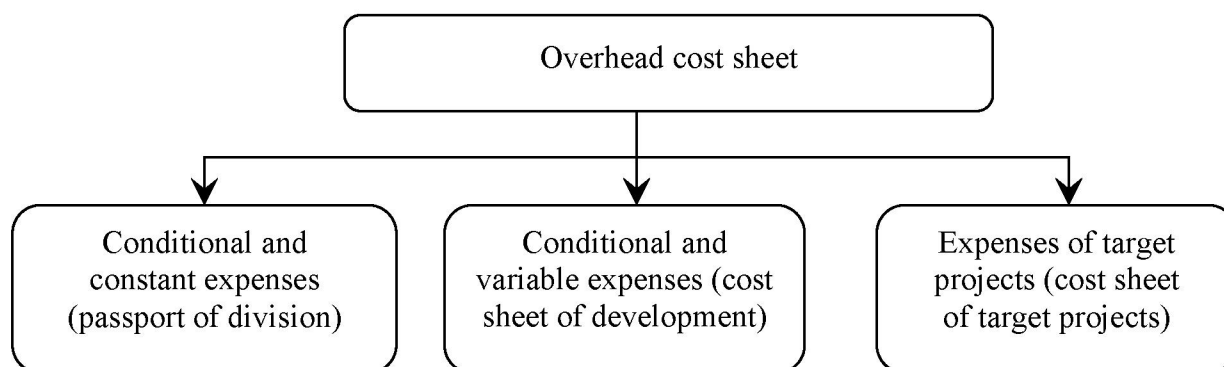 Overhead cost sheet
Conditional and
constant expenses
(passport of division)
Conditional and
variable expenses (cost
sheet of development)
Expenses of target
projects (cost sheet
of target projects)